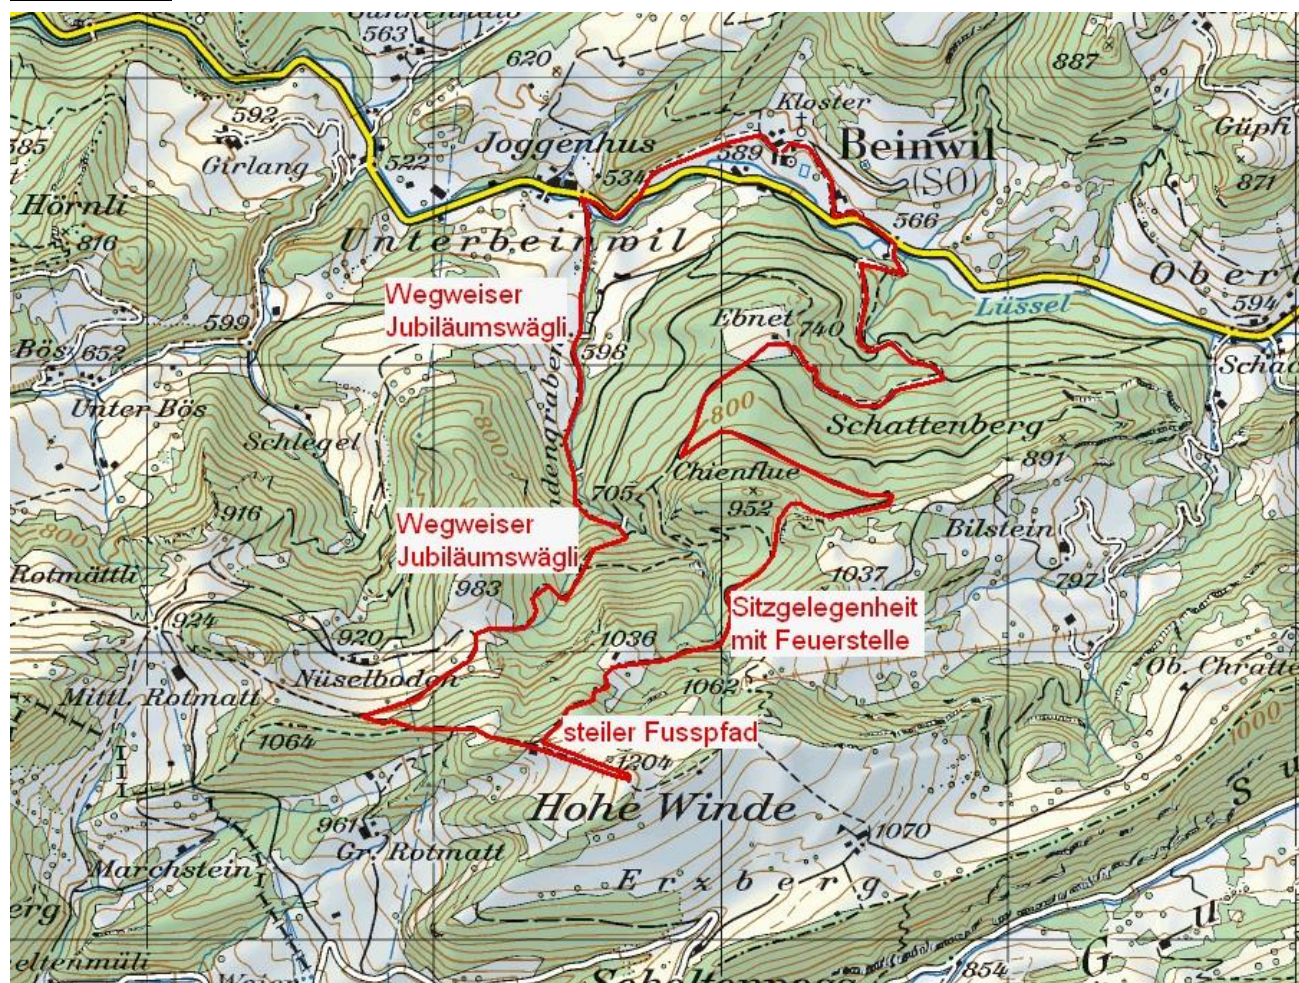 563
620
887
592
Kloster
Güpfi
Joggenhus
589
Beinwil
(SO)
Girlang
522
534
871
Hörnli
566
816
Unterbeinwil
Wegweiser
Jubiläumswägli
Lüssel
594
599
Ebnet
740
Bös
652
598
Unter Bös
800
Schattenberg
Schlegel
800
891
Chienflue
705
952
916
Wegweiser
Jubiläumswägli
Bilstein
800
Rotmättli
983
1037
797
924
Sitzgelegenheit
mit Feuerstelle
920
1036
Ob. Chratte
Nüselboden
1062
Mittl. Rotmatt
1064
steiler Fusspfad
1000
1204
Hohe Winde
961
1070
Gr. Rotmatt
Marchstein
Erzberg
854